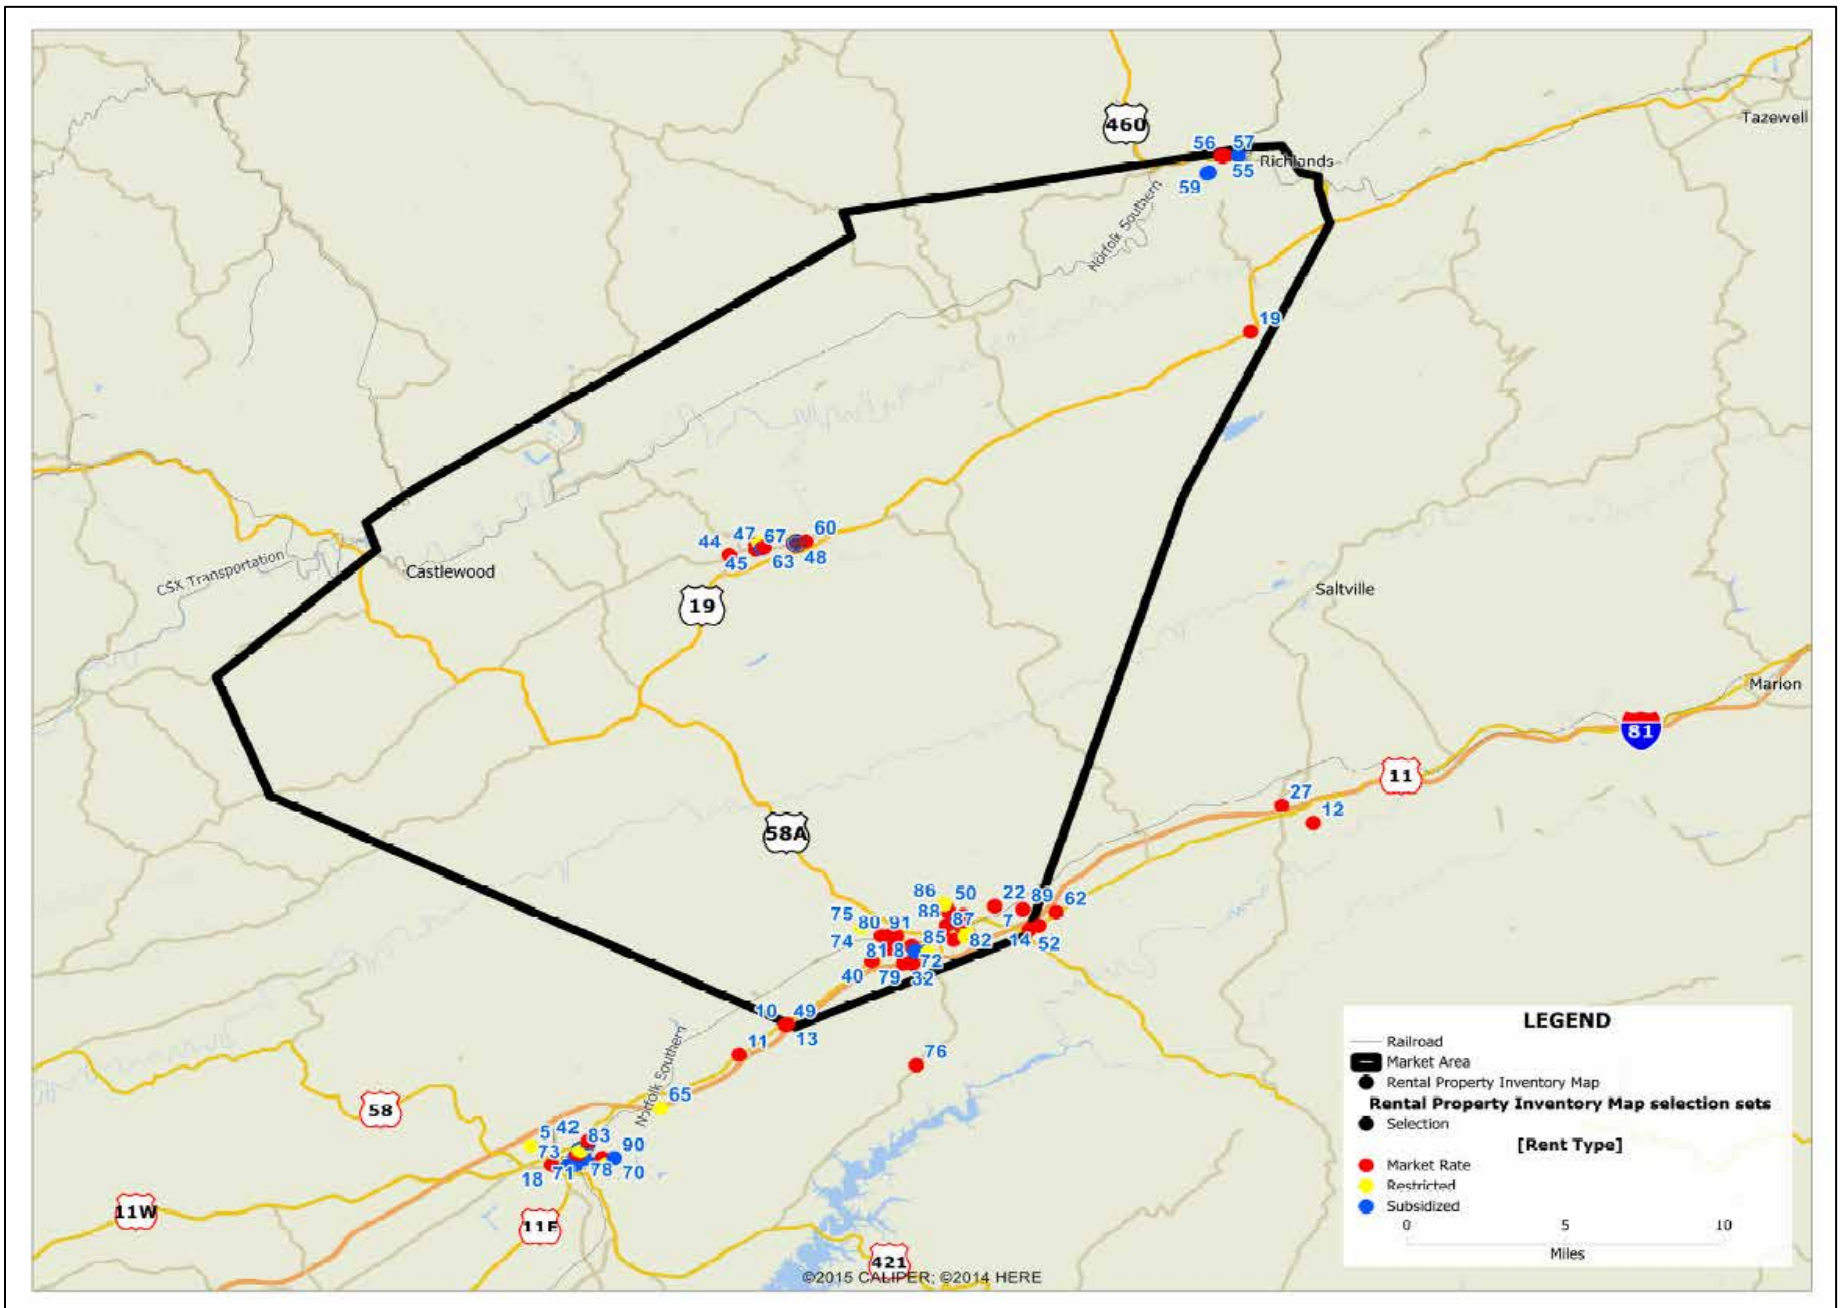 460
Tazewell
56 57
Richlands
59 55
Norfolk Southern
19
47 67 60
44
45 63 48
CSX Transportation
Castlewood
19
Saltville
Marion
81
11
27
12
58A
86 50 22 89 62
75 80 91 88 87 7
74 85 82 14 52
81 8 72
40 79 32
10 49
13
11
Norfolk Southern
76
65
58
5 42 83 90
73
18 71 78 70
11W
11E
421
©2015 CALIPER; ©2014 HERE
LEGEND
Railroad
Market Area
Rental Property Inventory Map
Rental Property Inventory Map selection sets
Selection
[Rent Type]
Market Rate
Restricted
Subsidized
0 5 10
Miles